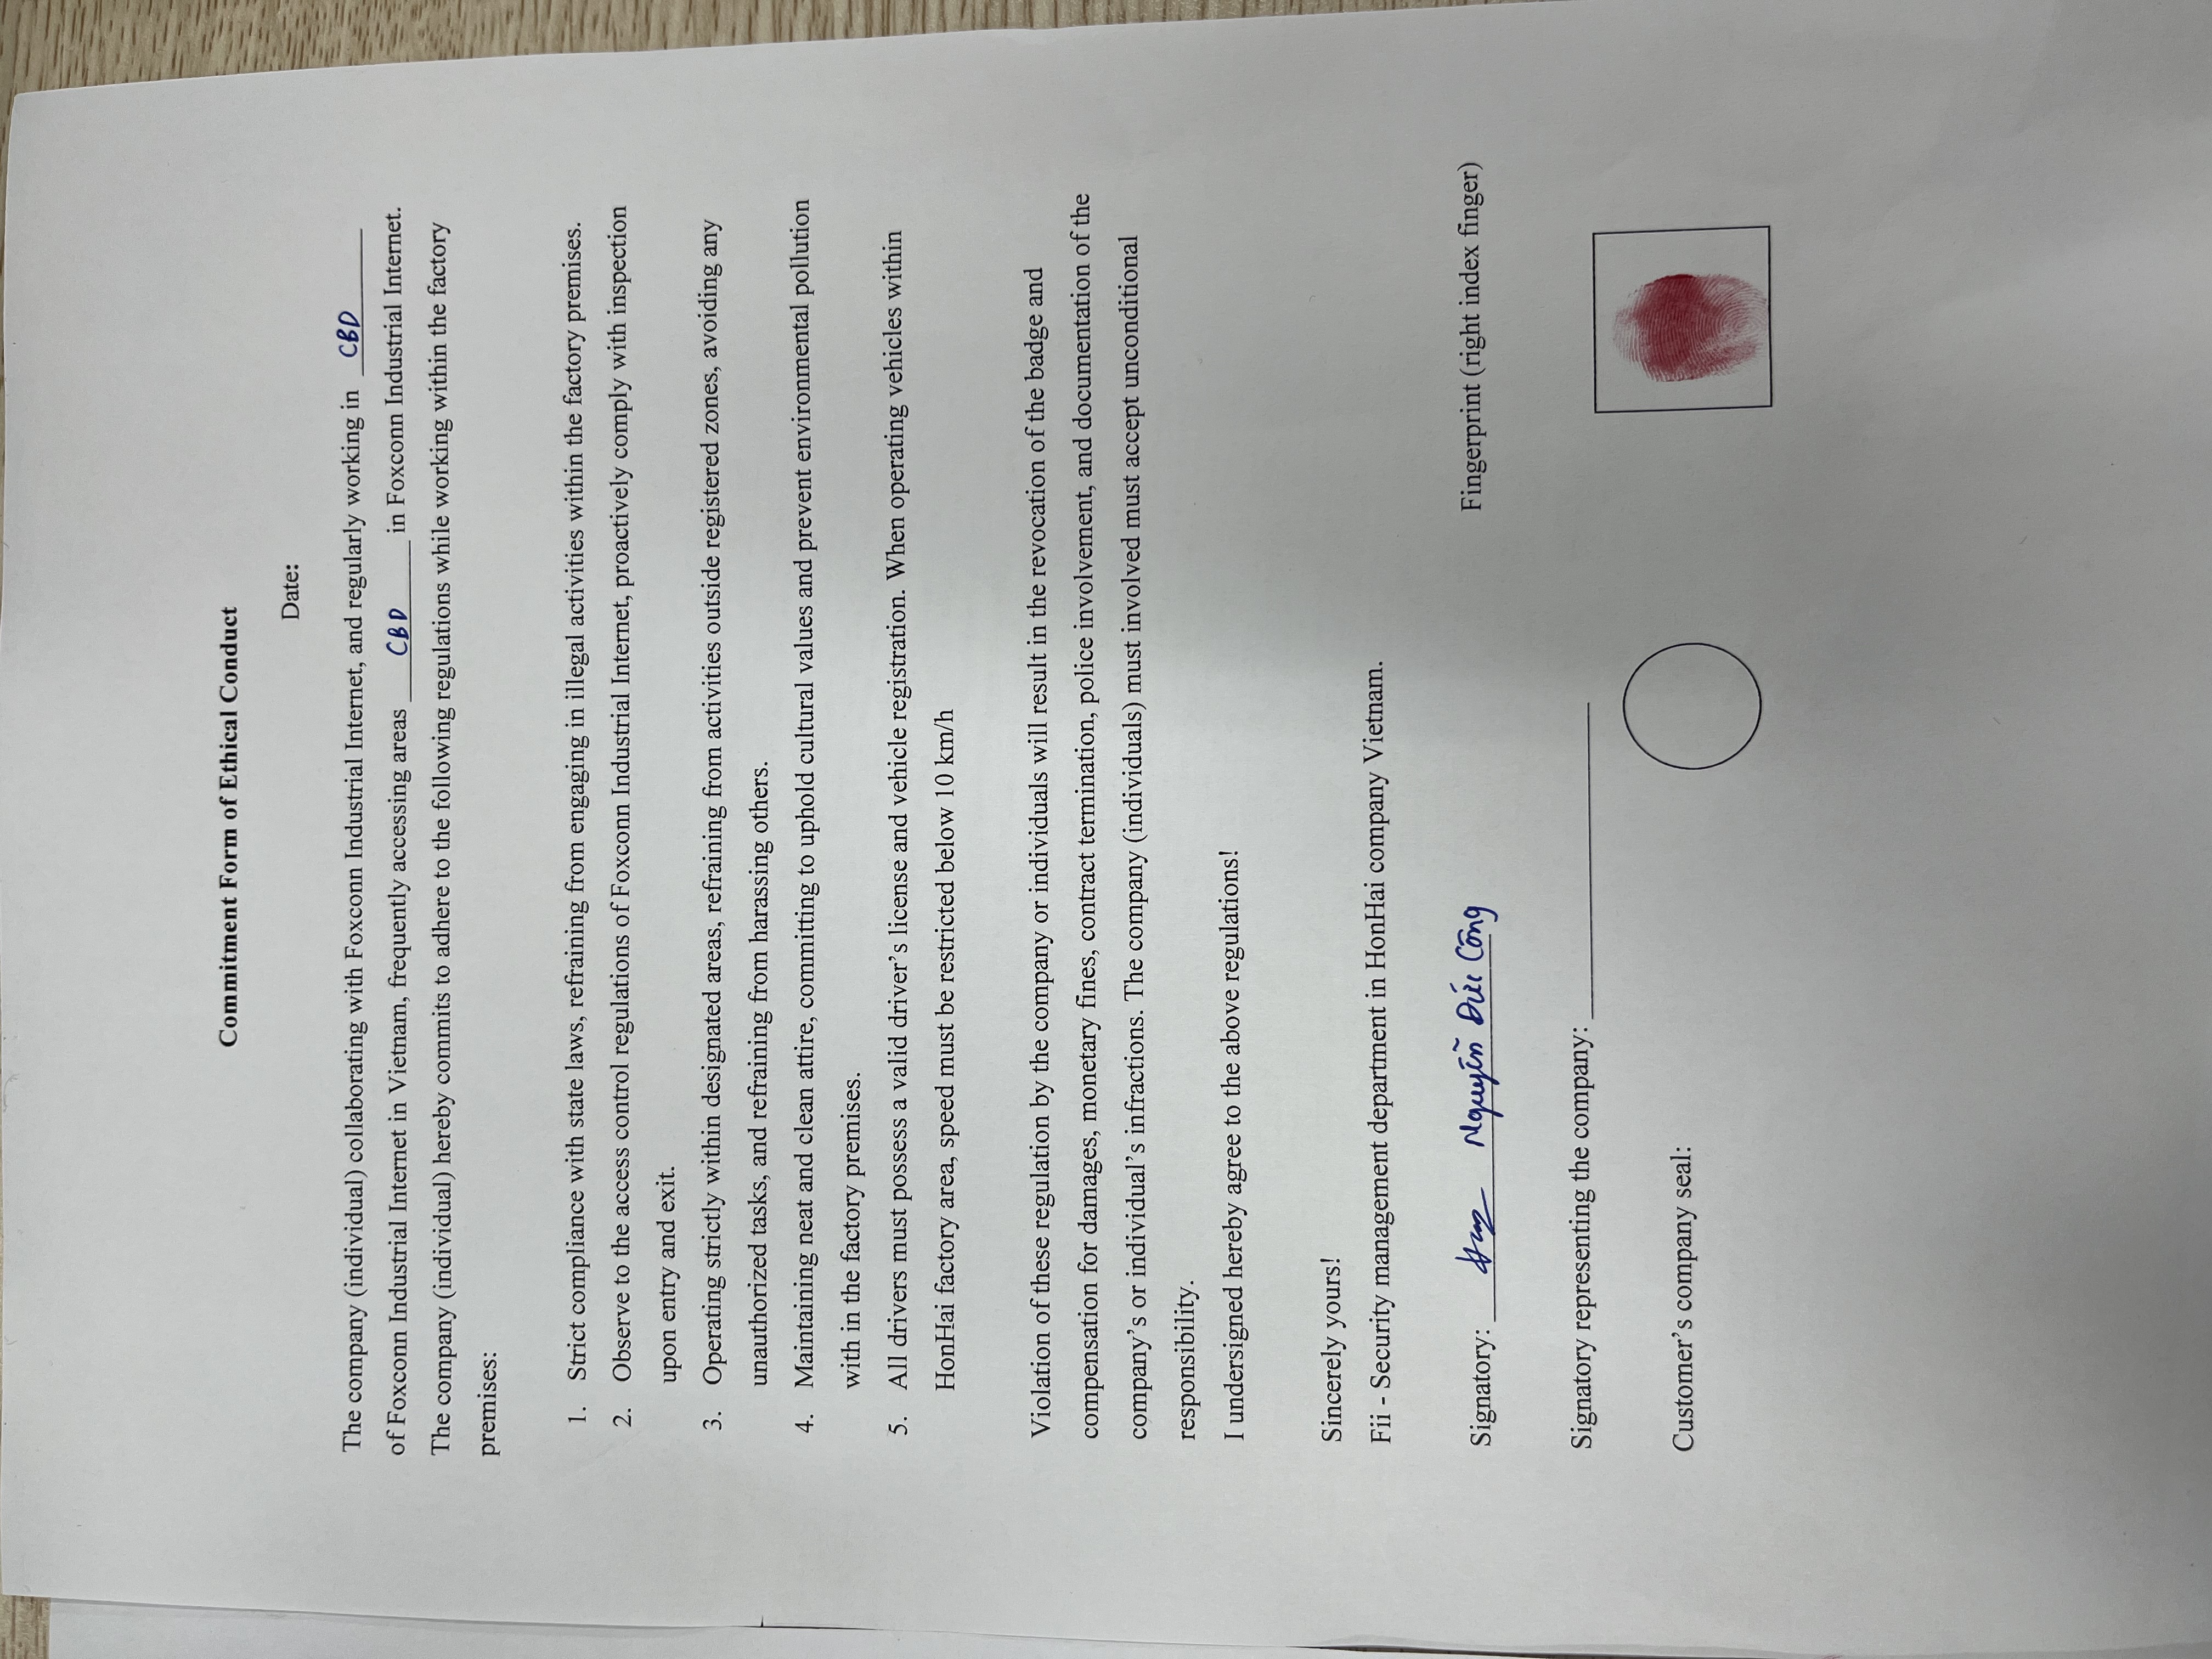 Commitment Form of Ethical Conduct
Date:
The company (individual) collaborating with Foxconn Industrial Internet, and regularly working in CBD
of Foxconn Industrial Internet in Vietnam, frequently accessing areas CBD in Foxconn Industrial Internet.
The company (individual) hereby commits to adhere to the following regulations while working within the factory
premises:
1. Strict compliance with state laws, refraining from engaging in illegal activities within the factory premises.
2. Observe to the access control regulations of Foxconn Industrial Internet, proactively comply with inspection
upon entry and exit.
3. Operating strictly within designated areas, refraining from activities outside registered zones, avoiding any
unauthorized tasks, and refraining from harassing others.
4. Maintaining neat and clean attire, committing to uphold cultural values and prevent environmental pollution
with in the factory premises.
5. All drivers must possess a valid driver's license and vehicle registration. When operating vehicles within
HonHai factory area, speed must be restricted below 10 km/h
Violation of these regulation by the company or individuals will result in the revocation of the badge and
compensation for damages, monetary fines, contract termination, police involvement, and documentation of the
company's or individual's infractions. The company (individuals) must involved must accept unconditional
responsibility.
I undersigned hereby agree to the above regulations!
Sincerely yours!
Fii - Security management department in HonHai company Vietnam.
Signatory: Nguyễn Đức Công
Fingerprint (right index finger)
Signatory representing the company:
Customer's company seal: